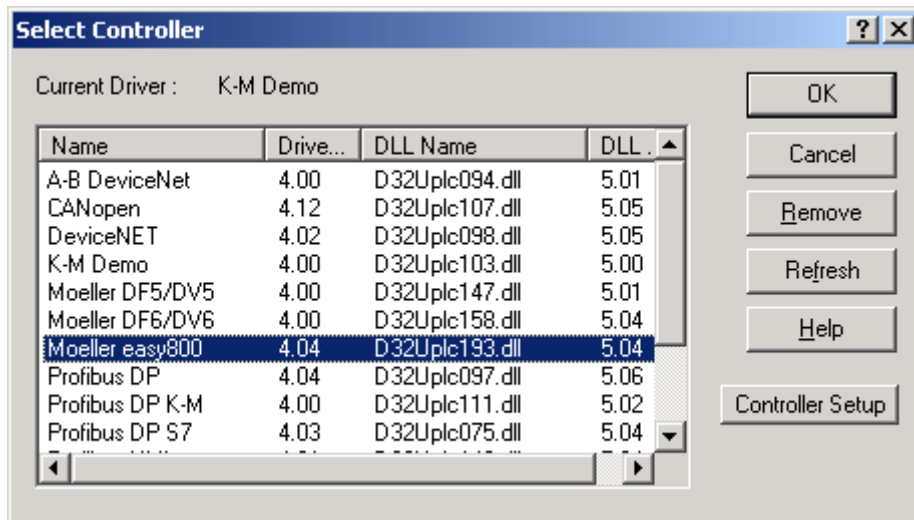 Select Controller
Current Driver : K-M Demo
OK
Name Drive... DLL Name DLL .
Cancel
A-B DeviceNet 4.00 D32Uplc094.dll 5.01
CANopen 4.12 D32Uplc107.dll 5.05
Remove
DeviceNET 4.02 D32Uplc098.dll 5.05
K-M Demo 4.00 D32Uplc103.dll 5.00
Refresh
Moeller DF5/DV5 4.00 D32Uplc147.dll 5.01
Moeller DF6/DV6 4.00 D32Uplc158.dll 5.04
Help
Moeller easy800 4.04 D32Uplc193.dll 5.04
Profibus DP 4.04 D32Uplc097.dll 5.06
Profibus DP K-M 4.00 D32Uplc111.dll 5.02
Controller Setup
Profibus DP S7 4.03 D32Uplc075.dll 5.04